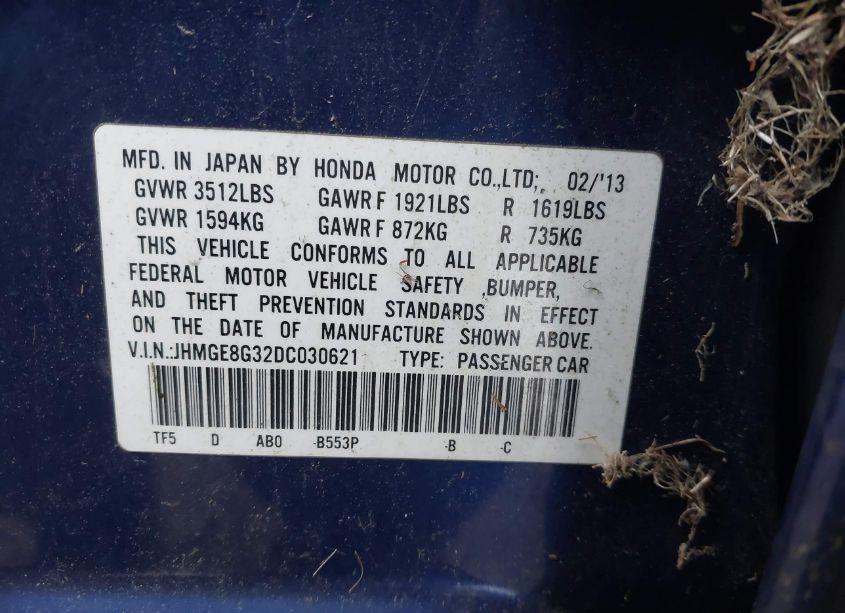 MFD. IN JAPAN BY HONDA MOTOR CO.,LTD; 02/'13
GVWR 3512LBS GAWR F 1921LBS R 1619LBS
GVWR 1594KG GAWR F 872KG R 735KG
THIS VEHICLE CONFORMS TO ALL APPLICABLE
FEDERAL MOTOR VEHICLE SAFETY ,BUMPER,
AND THEFT PREVENTION STANDARDS IN EFFECT
ON THE DATE OF MANUFACTURE SHOWN ABOVE.
V.I.N.:JHMGE8G32DC030621 TYPE: PASSENGER CAR
TF5 D AB0 -B553P -B -C